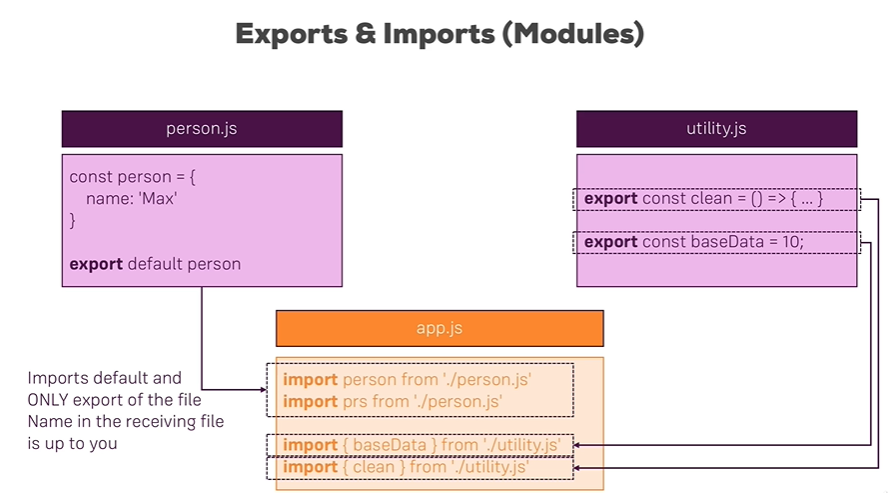 Exports & Imports (Modules)
person.js
const person = {
name: 'Max'
}
export default person
utility.js
export const clean = () => { ... }
export const baseData = 10;
app.js
import person from './person.js'
import prs from './person.js'
import { baseData } from './utility.js'
import { clean } from './utility.js'
Imports default and
ONLY export of the file
Name in the receiving file
is up to you